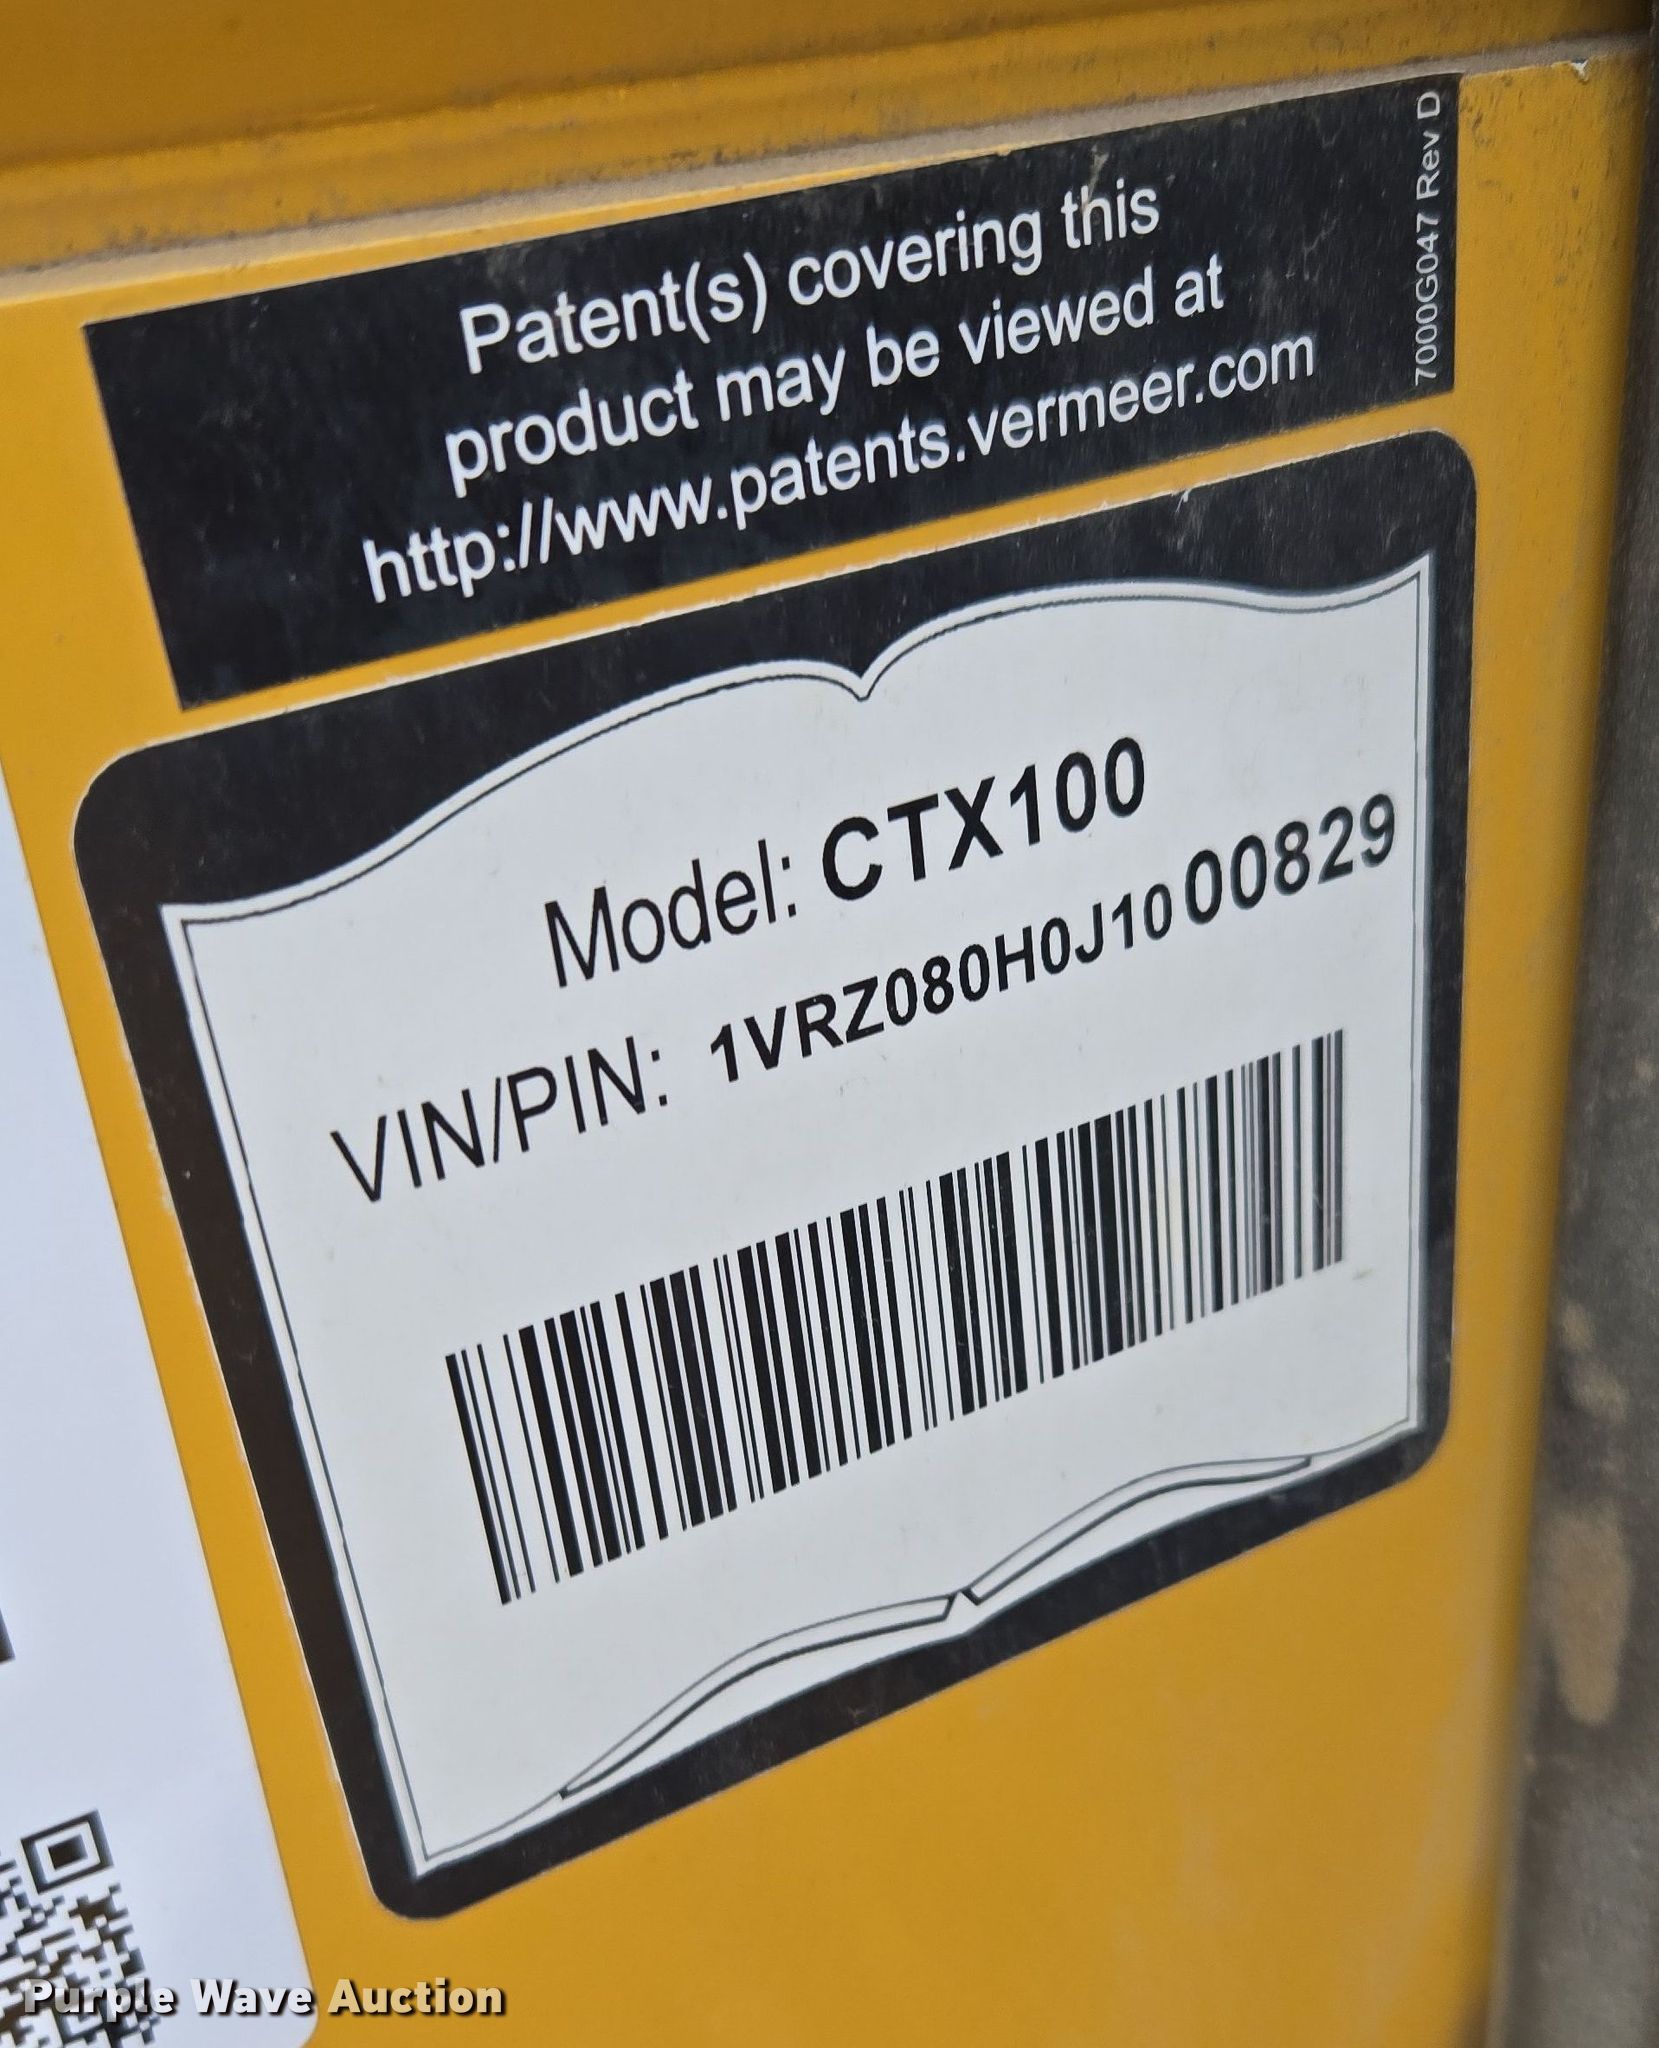 Patent(s) covering this
product may be viewed at
http://www.patents.vermeer.com
7000G047 Rev D
Model: CTX100
VIN/PIN: 1VRZ080H0J1000829
Purple Wave Auction